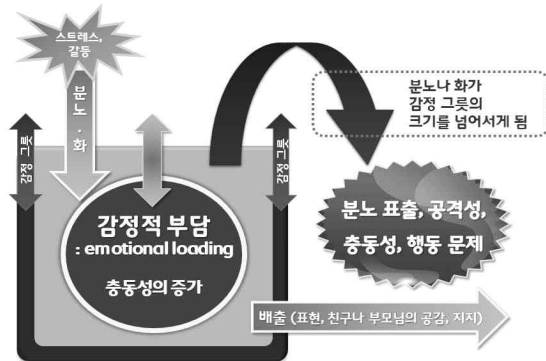 스트레스,
갈등
분노·화
감정 그릇
감정 그릇
분노나 화가
감정 그릇의
크기를 넘어서게 됨
감정적 부담
: emotional loading
충동성의 증가
분노 표출, 공격성,
충동성, 행동 문제
배출 (표현, 친구나 부모님의 공감, 지지)